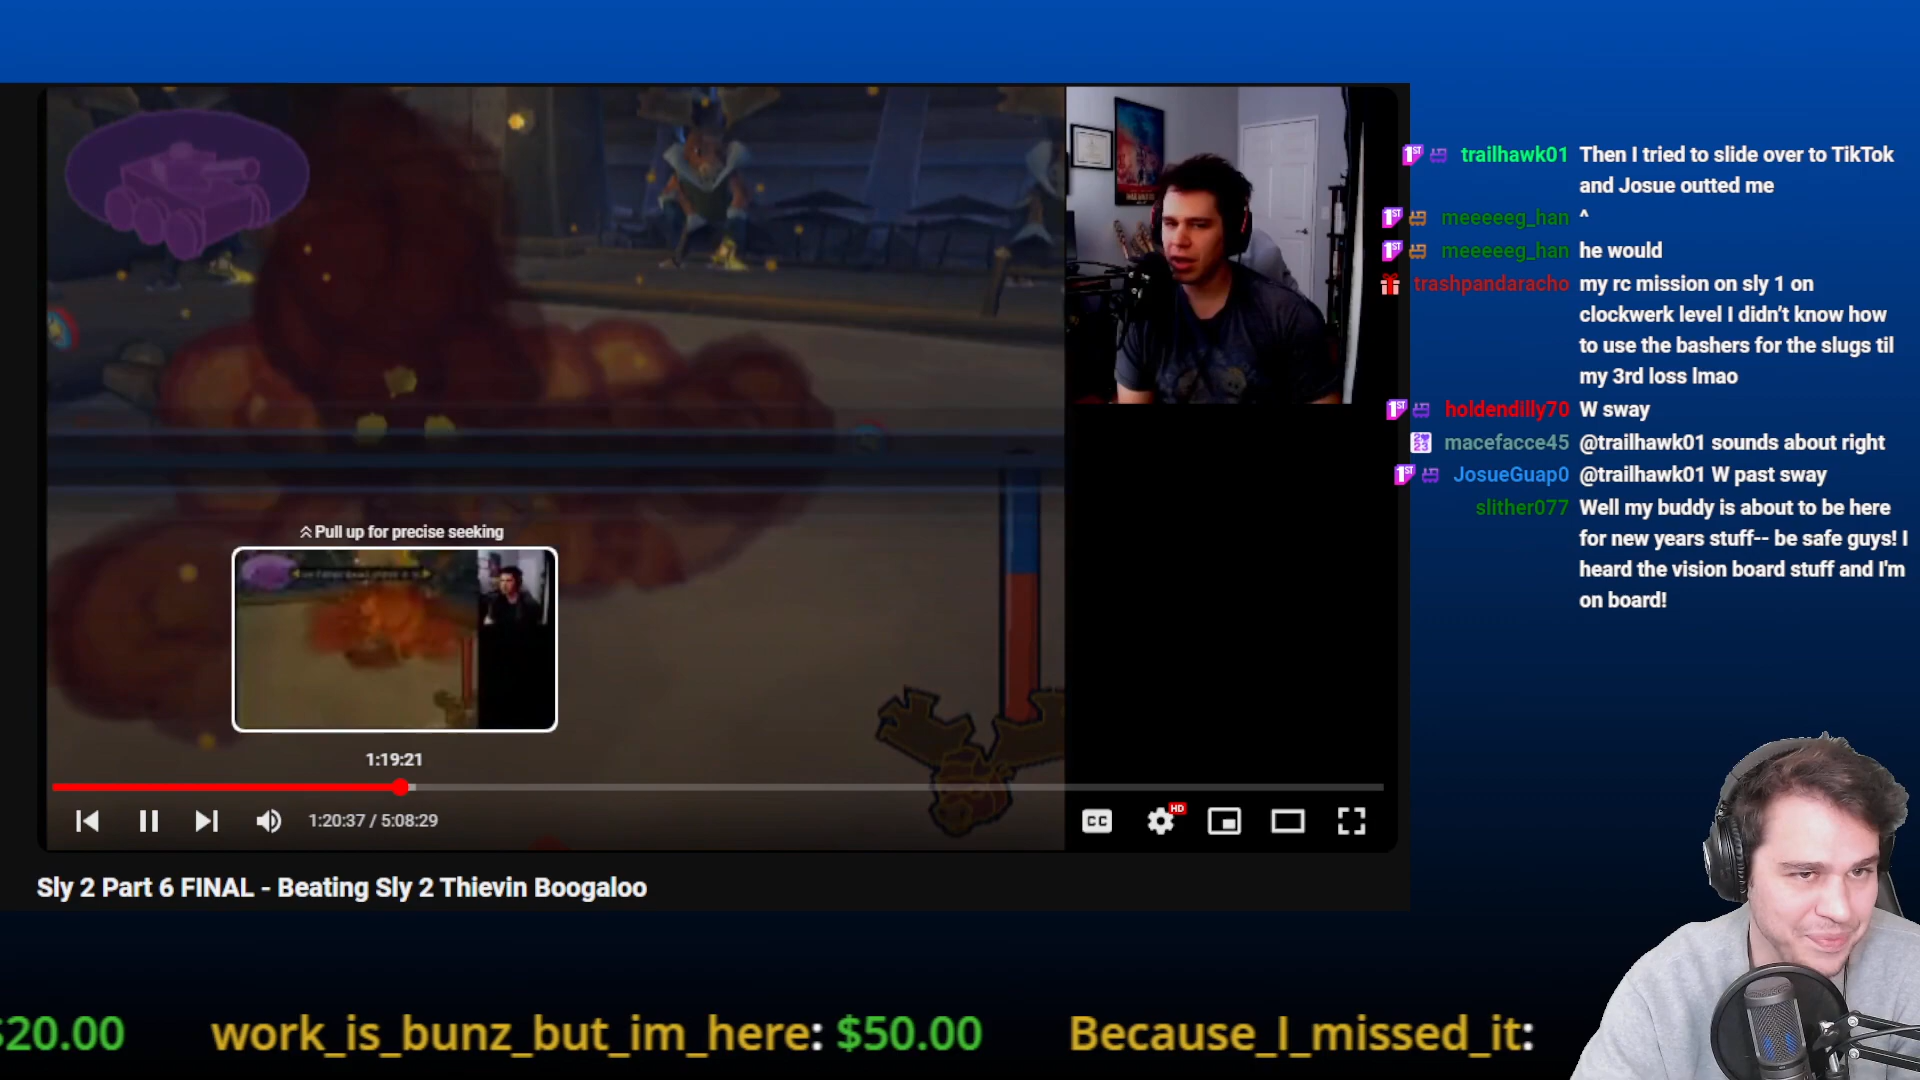 trailhawk01 Then I tried to slide over to TikTok
and Josue outted me
meeeeeg_han ^
meeeeeg_han he would
trashpandaracho my rc mission on sly 1 on
clockwerk level I didn't know how
to use the bashers for the slugs til
my 3rd loss lmao
holdendilly70 W sway
macefacce45 @trailhawk01 sounds about right
JosueGuap0 @trailhawk01 W past sway
slither077 Well my buddy is about to be here
for new years stuff-- be safe guys! I
heard the vision board stuff and I'm
on board!
Pull up for precise seeking
1:19:21
1:20:37 / 5:08:29
CC
HD
Sly 2 Part 6 FINAL - Beating Sly 2 Thievin Boogaloo
$20.00 work_is_bunz_but_im_here: $50.00 Because_I_missed_it: